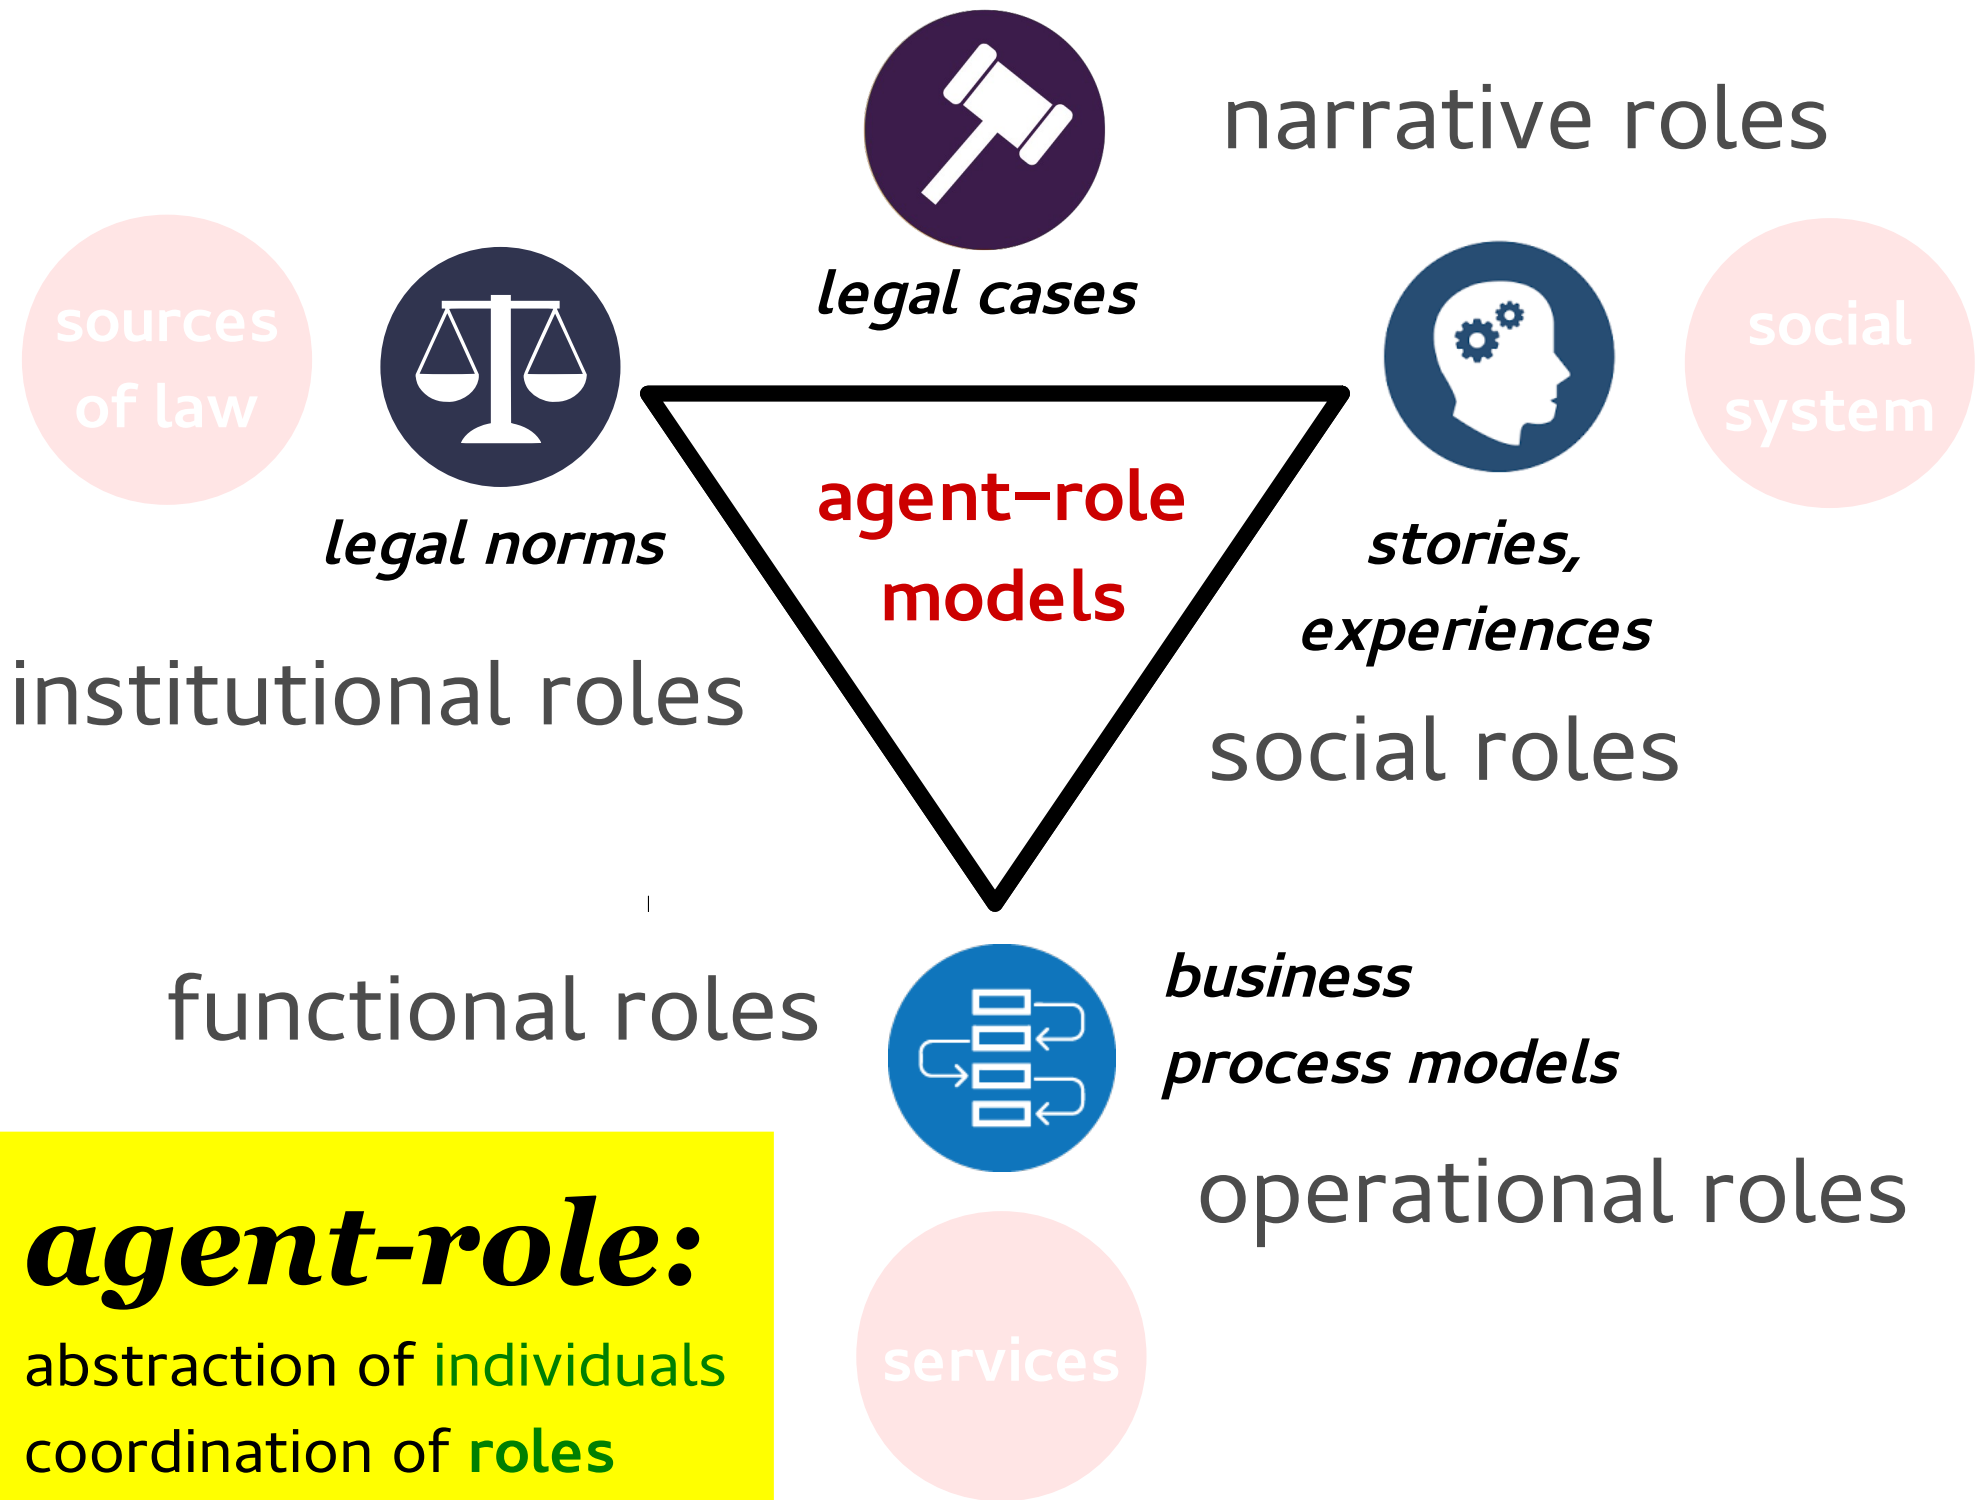 narrative roles
legal cases
sources
of law
social
system
agent-role
models
legal norms
stories,
experiences
institutional roles
social roles
functional roles
business
process models
operational roles
agent-role:
abstraction of individuals
coordination of roles
services